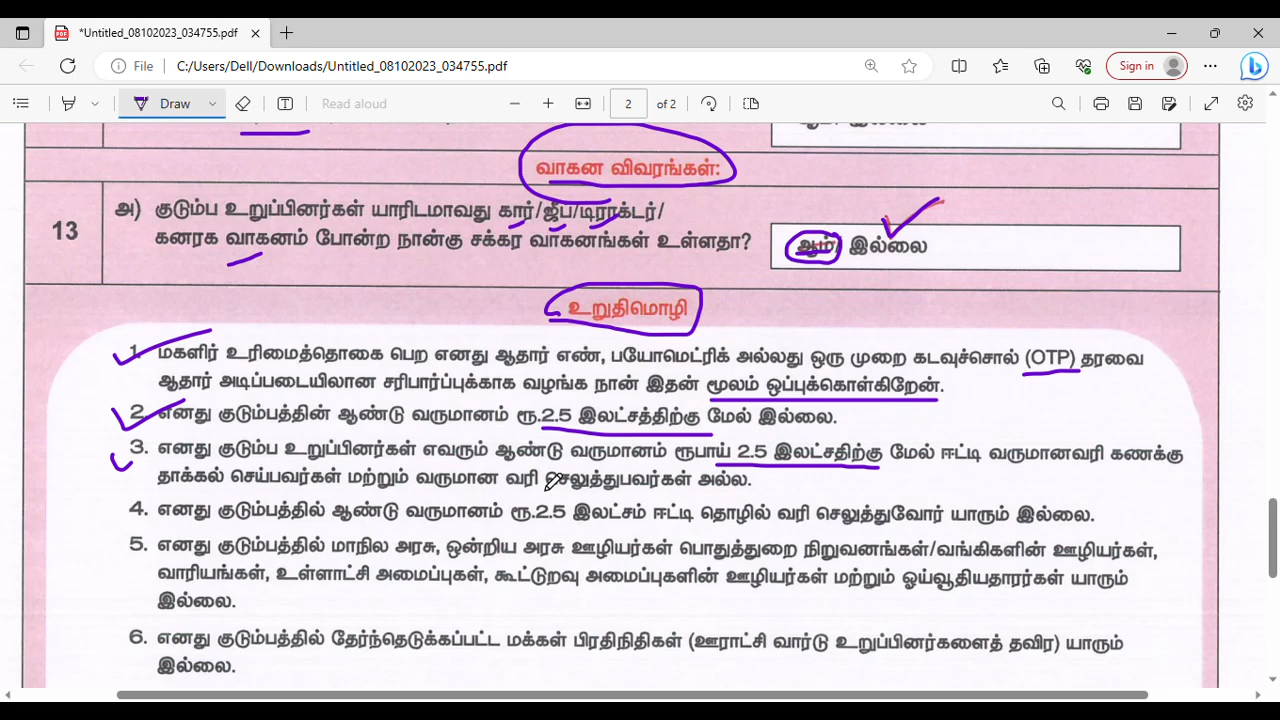 *Untitled_08102023_034755.pdf
File C:/Users/Dell/Downloads/Untitled_08102023_034755.pdf Sign in
Draw Read aloud 2 of 2
வாகன விவரங்கள்:
13 அ) குடும்ப உறுப்பினர்கள் யாரிடமாவது கார்/ஜீப்/டிராக்டர்/
கனரக வாகனம் போன்ற நான்கு சக்கர வாகனங்கள் உள்ளதா? ஆம்/ இல்லை
உறுதிமொழி
1. மகளிர் உரிமைத்தொகை பெற எனது ஆதார் எண், பயோமெட்ரிக் அல்லது ஒரு முறை கடவுச்சொல் (OTP) தரவை
ஆதார் அடிப்படையிலான சரிபார்ப்புக்காக வழங்க நான் இதன் மூலம் ஒப்புக்கொள்கிறேன்.
2. எனது குடும்பத்தின் ஆண்டு வருமானம் ரூ.2.5 இலட்சத்திற்கு மேல் இல்லை.
3. எனது குடும்ப உறுப்பினர்கள் எவரும் ஆண்டு வருமானம் ரூபாய் 2.5 இலட்சதிற்கு மேல் ஈட்டி வருமானவரி கணக்கு
தாக்கல் செய்பவர்கள் மற்றும் வருமான வரி செலுத்துபவர்கள் அல்ல.
4. எனது குடும்பத்தில் ஆண்டு வருமானம் ரூ.2.5 இலட்சம் ஈட்டி தொழில் வரி செலுத்துவோர் யாரும் இல்லை.
5. எனது குடும்பத்தில் மாநில அரசு, ஒன்றிய அரசு ஊழியர்கள் பொதுத்துறை நிறுவனங்கள்/வங்கிகளின் ஊழியர்கள்,
வாரியங்கள், உள்ளாட்சி அமைப்புகள், கூட்டுறவு அமைப்புகளின் ஊழியர்கள் மற்றும் ஓய்வூதியதாரர்கள் யாரும்
இல்லை.
6. எனது குடும்பத்தில் தேர்ந்தெடுக்கப்பட்ட மக்கள் பிரதிநிதிகள் (ஊராட்சி வார்டு உறுப்பினர்களைத் தவிர) யாரும்
இல்லை.